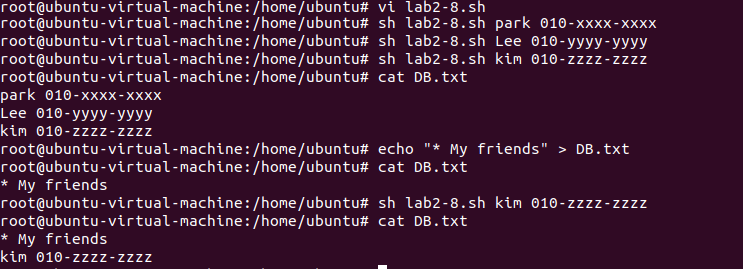 root@ubuntu-virtual-machine:/home/ubuntu# vi lab2-8.sh
root@ubuntu-virtual-machine:/home/ubuntu# sh lab2-8.sh park 010-xxxx-xxxx
root@ubuntu-virtual-machine:/home/ubuntu# sh lab2-8.sh Lee 010-yyyy-yyyy
root@ubuntu-virtual-machine:/home/ubuntu# sh lab2-8.sh kim 010-zzzz-zzzz
root@ubuntu-virtual-machine:/home/ubuntu# cat DB.txt
park 010-xxxx-xxxx
Lee 010-yyyy-yyyy
kim 010-zzzz-zzzz
root@ubuntu-virtual-machine:/home/ubuntu# echo "* My friends" > DB.txt
root@ubuntu-virtual-machine:/home/ubuntu# cat DB.txt
* My friends
root@ubuntu-virtual-machine:/home/ubuntu# sh lab2-8.sh kim 010-zzzz-zzzz
root@ubuntu-virtual-machine:/home/ubuntu# cat DB.txt
* My friends
kim 010-zzzz-zzzz